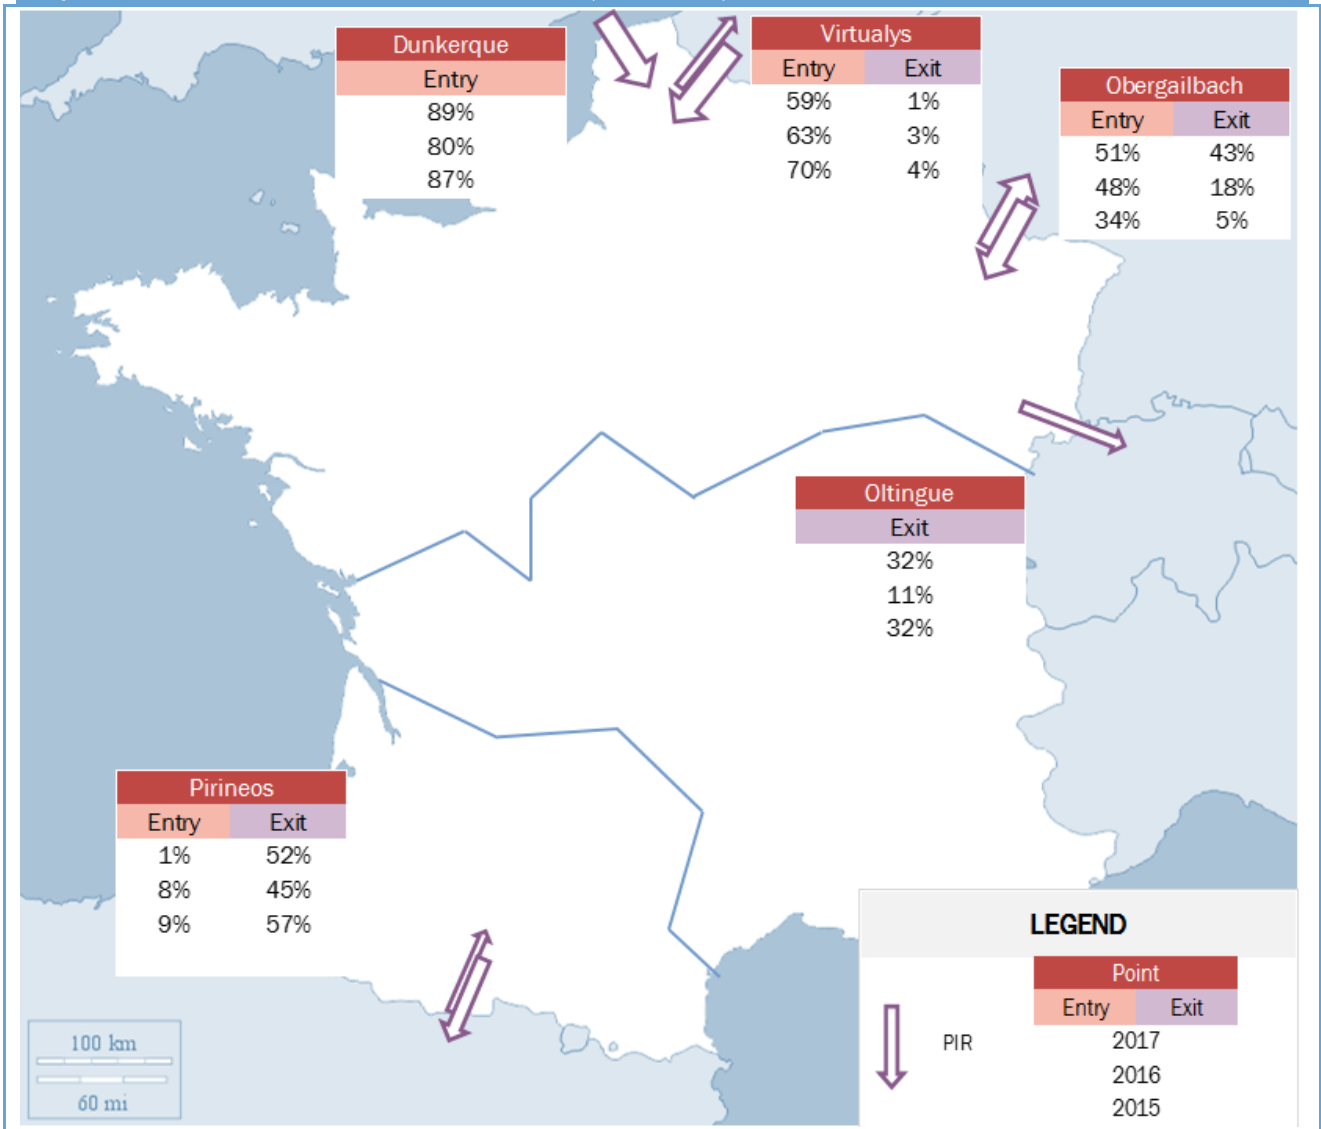 Dunkerque
Entry
89%
80%
87%
Virtualys
Entry Exit
59% 1%
63% 3%
70% 4%
Obergailbach
Entry Exit
51% 43%
48% 18%
34% 5%
Oltingue
Exit
32%
11%
32%
Pirineos
Entry Exit
1% 52%
8% 45%
9% 57%
LEGEND
Point
Entry Exit
PIR
2017
2016
2015
100 km
60 mi